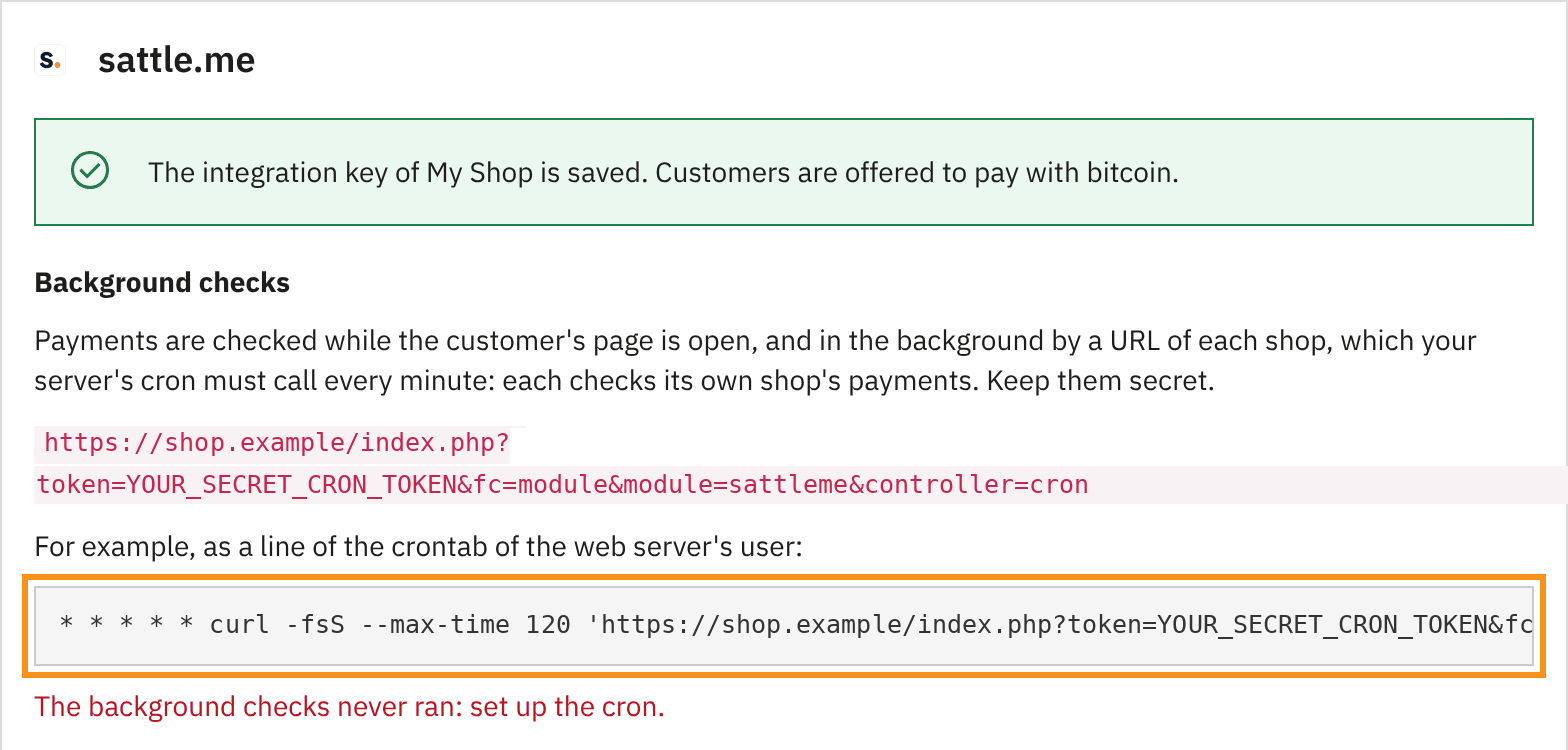 s. sattle.me
The integration key of My Shop is saved. Customers are offered to pay with bitcoin.
Background checks
Payments are checked while the customer's page is open, and in the background by a URL of each shop, which your
server's cron must call every minute: each checks its own shop's payments. Keep them secret.
https://shop.example/index.php?
token=YOUR_SECRET_CRON_TOKEN&fc=module&module=sattleme&controller=cron
For example, as a line of the crontab of the web server's user:
* * * * * curl -fsS --max-time 120 'https://shop.example/index.php?token=YOUR_SECRET_CRON_TOKEN&fc
The background checks never ran: set up the cron.